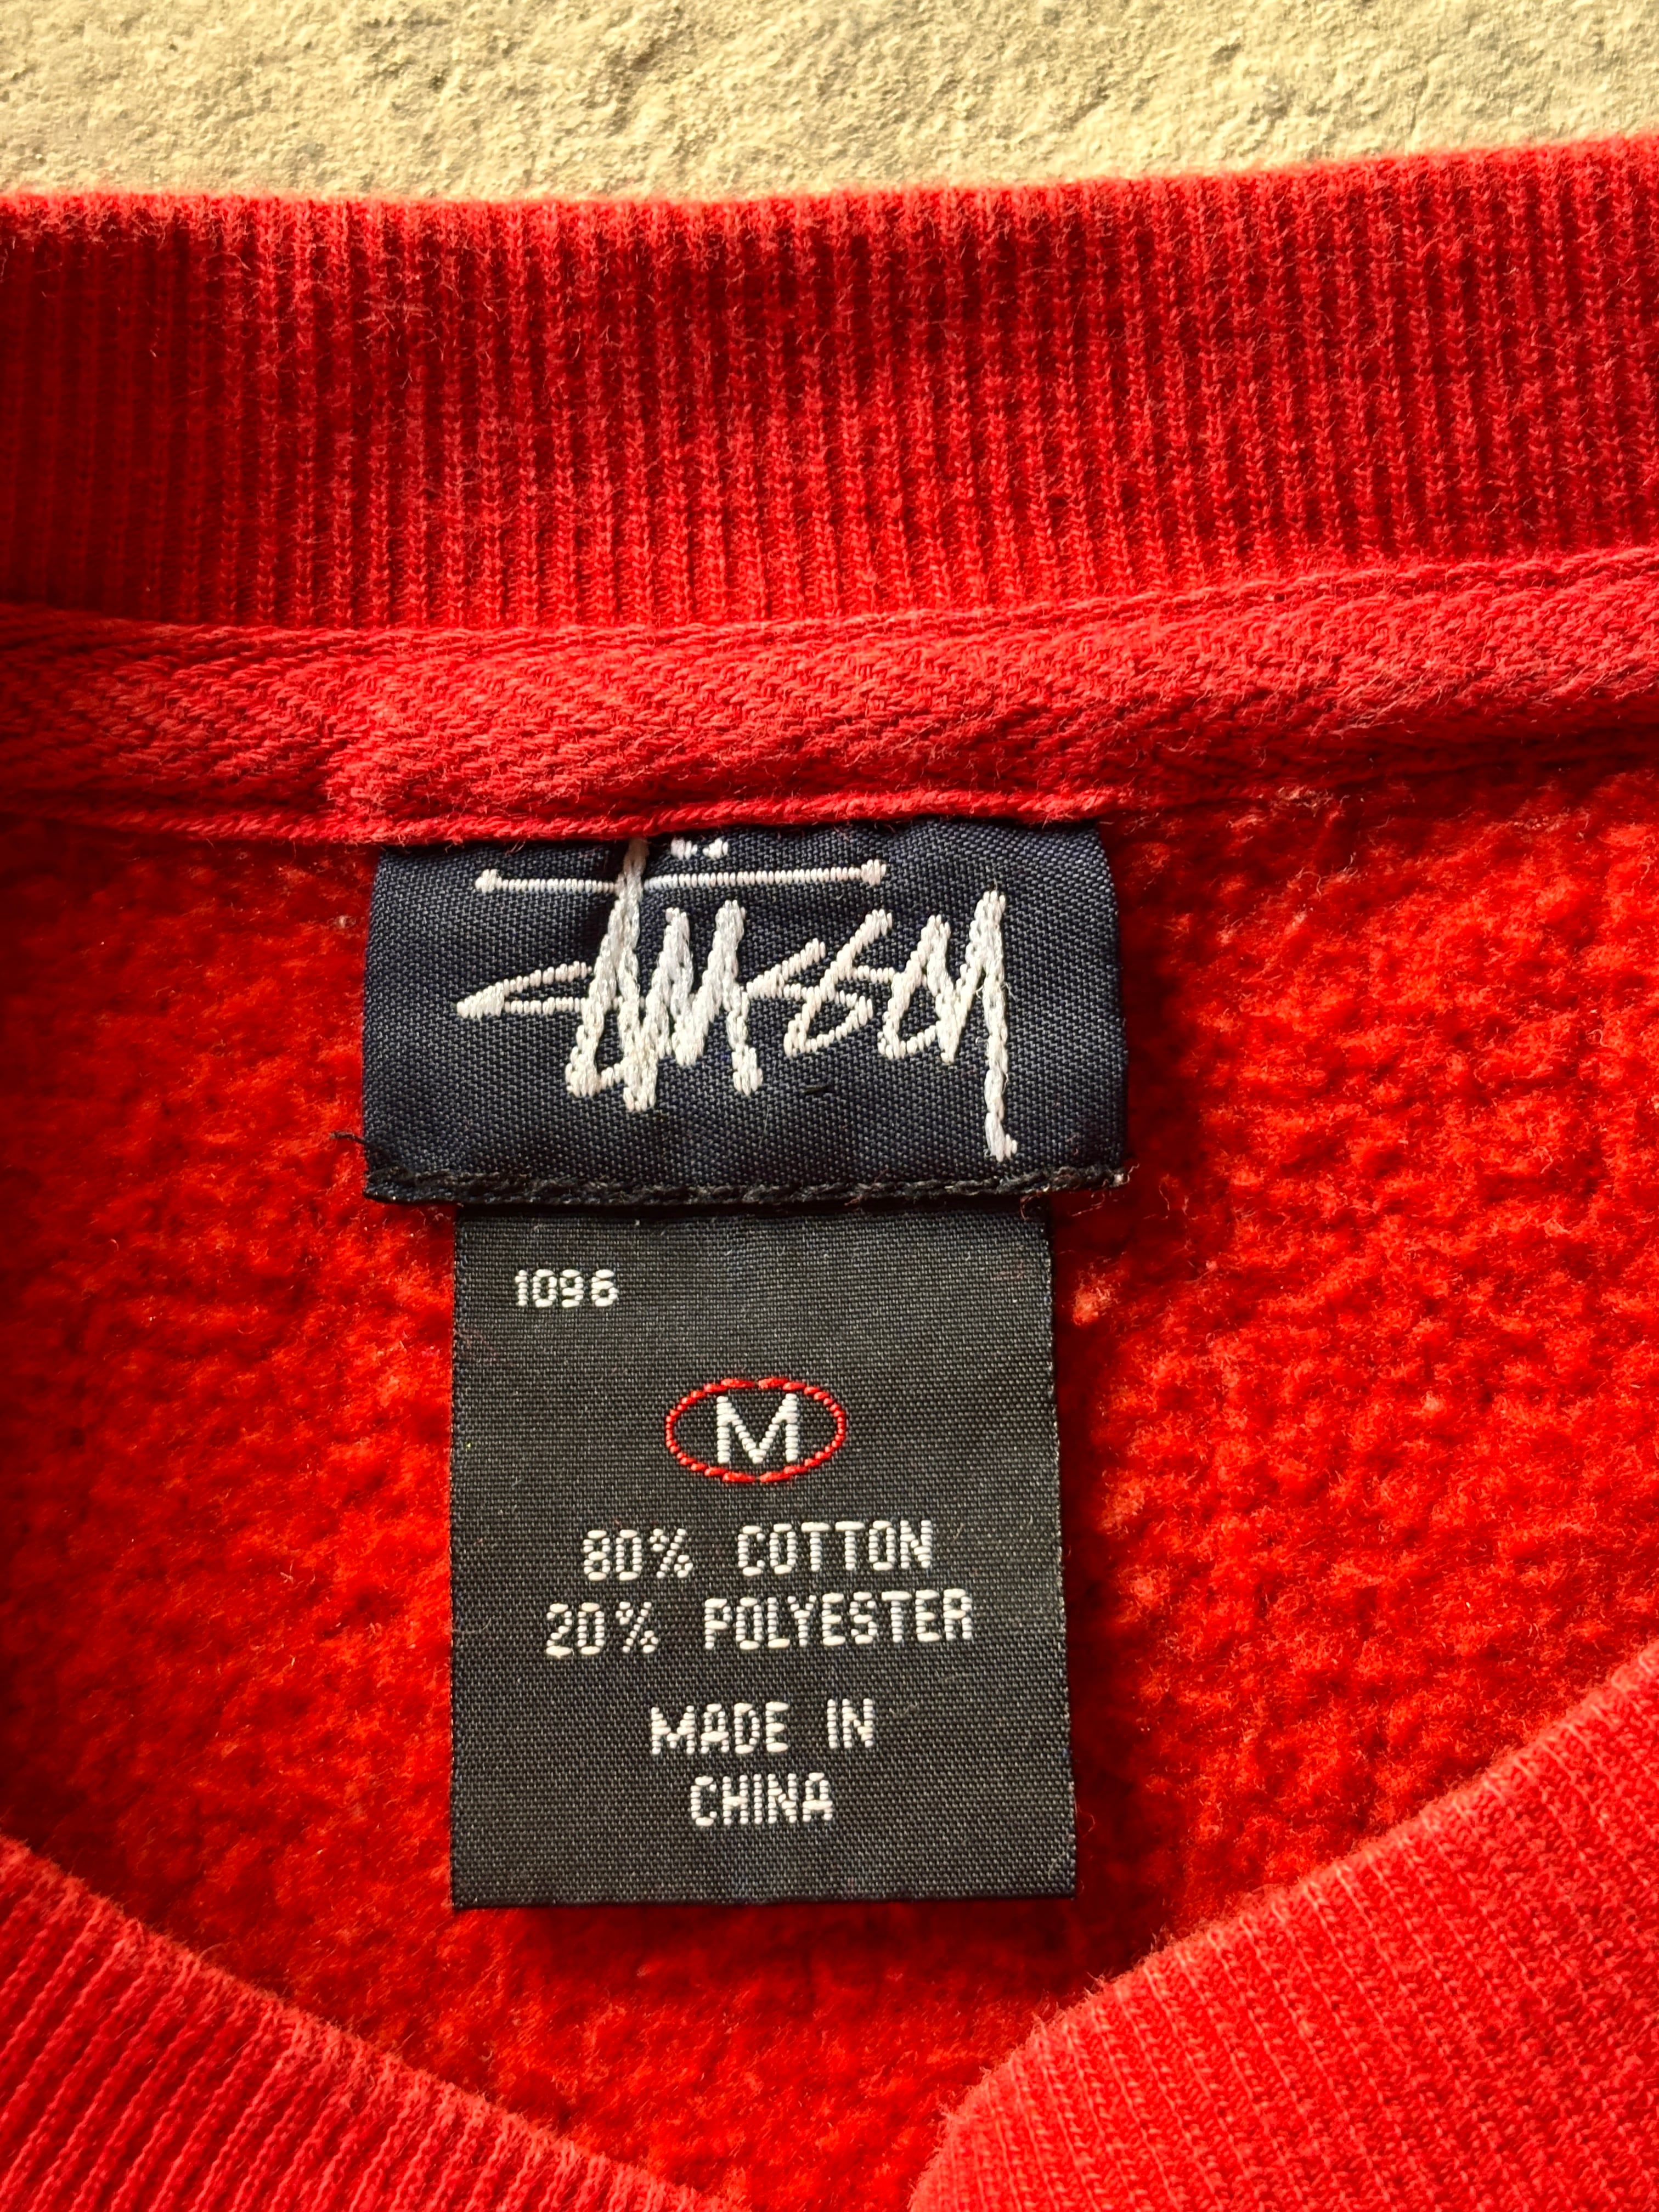 Stüssy
1096
M
80% COTTON
20% POLYESTER
MADE IN
CHINA